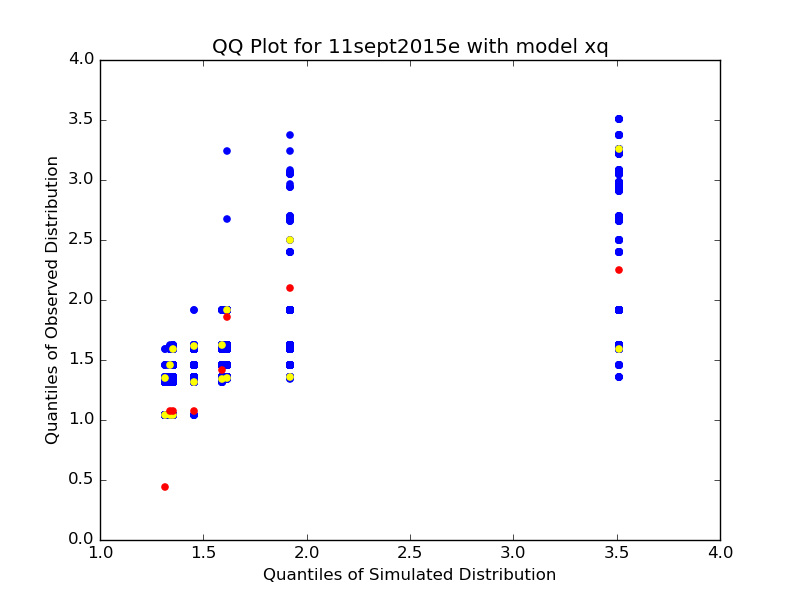 QQ Plot for 11sept2015e with model xq
4.0
3.5
3.0
2.5
2.0
1.5
1.0
0.5
0.0
Quantiles of Observed Distribution
1.0 1.5 2.0 2.5 3.0 3.5 4.0
Quantiles of Simulated Distribution